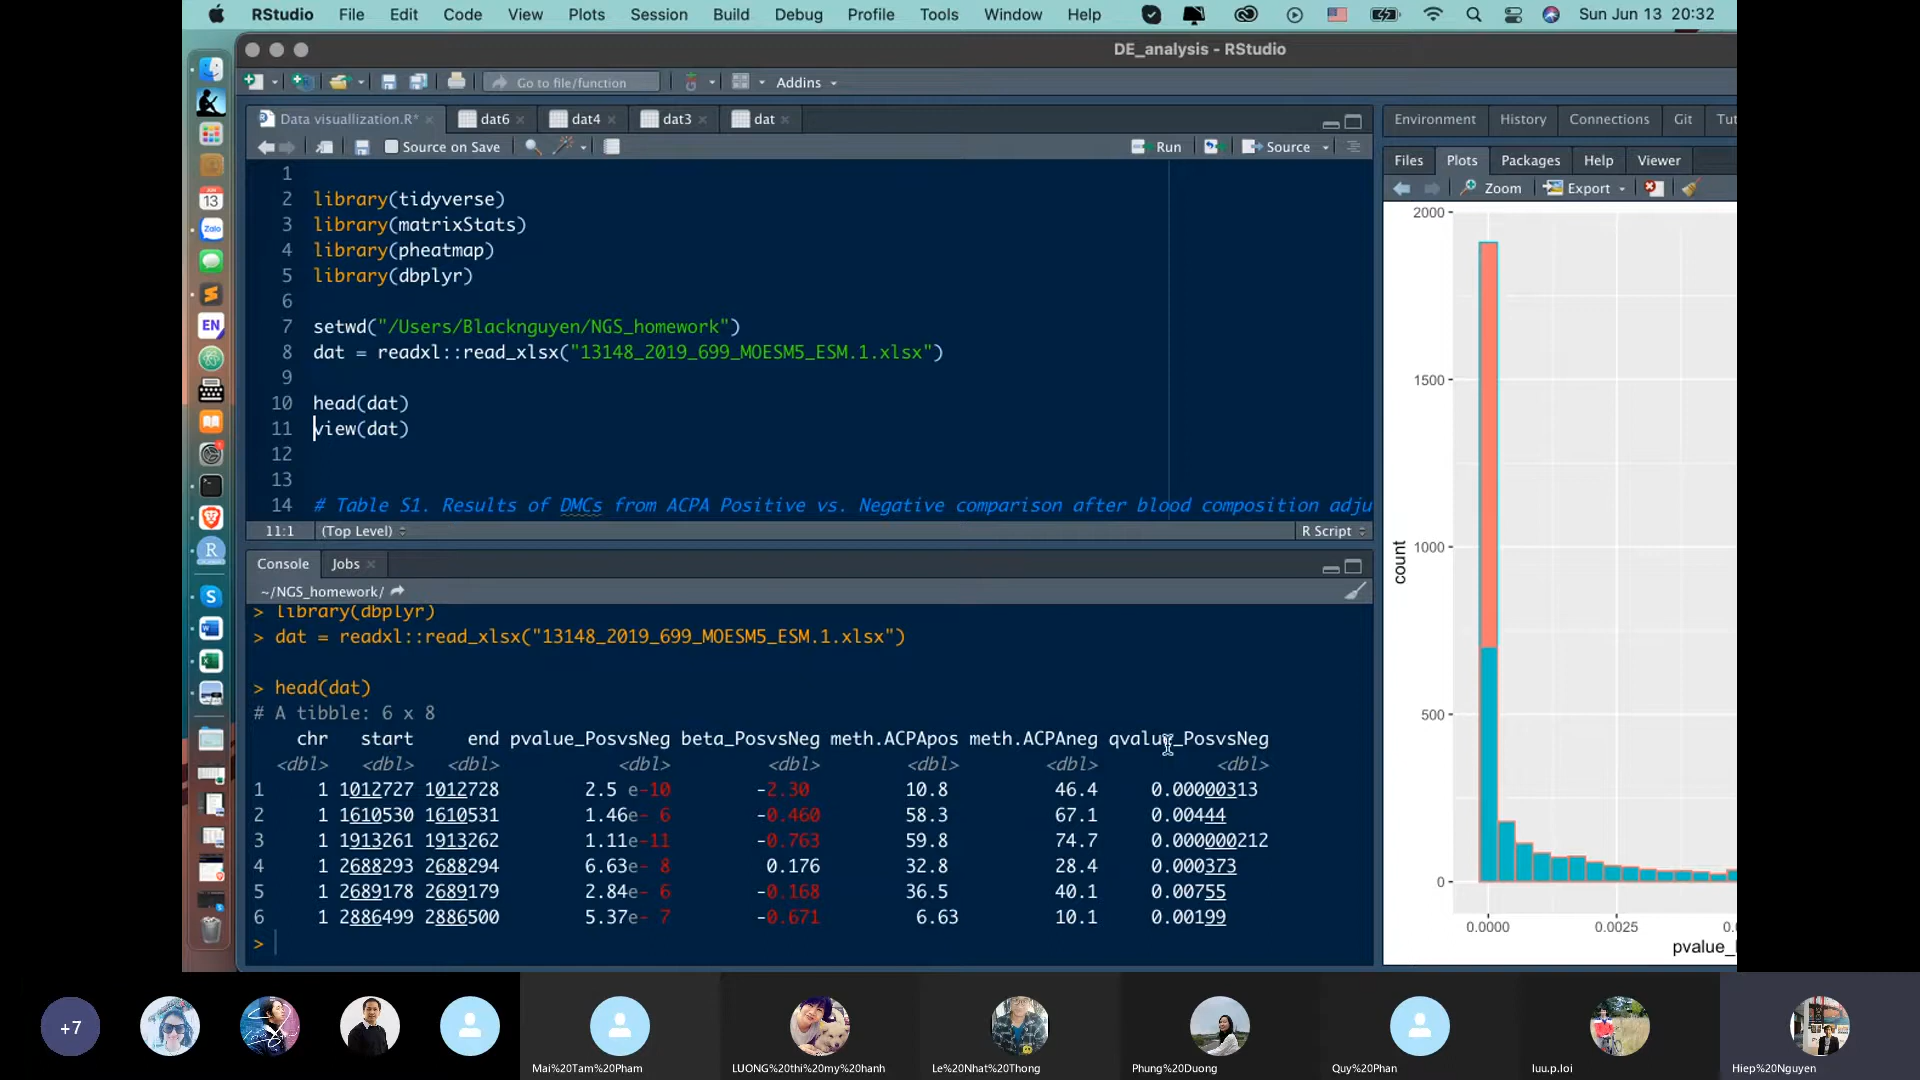 RStudio File Edit Code View Plots Session Build Debug Profile Tools Window Help Sun Jun 13 20:32
DE_analysis - RStudio
Go to file/function Addins
Data visuallization.R* dat6 dat4 dat3 dat
Source on Save Run Source
1
2 library(tidyverse)
3 library(matrixStats)
4 library(pheatmap)
5 library(dbplyr)
6
7 setwd("/Users/Blacknguyen/NGS_homework")
8 dat = readxl::read_xlsx("13148_2019_699_MOESM5_ESM.1.xlsx")
9
10 head(dat)
11 view(dat)
12
13
14 # Table S1. Results of DMCs from ACPA Positive vs. Negative comparison after blood composition adju
11:1 (Top Level) R Script
Console Jobs
~/NGS_homework/
> library(dbplyr)
> dat = readxl::read_xlsx("13148_2019_699_MOESM5_ESM.1.xlsx")
> head(dat)
# A tibble: 6 x 8
chr start end pvalue_PosvsNeg beta_PosvsNeg meth.ACPApos meth.ACPAneg qvalue_PosvsNeg
<dbl> <dbl> <dbl> <dbl> <dbl> <dbl> <dbl> <dbl>
1 1 1012727 1012728 2.5 e-10 -2.30 10.8 46.4 0.00000313
2 1 1610530 1610531 1.46e- 6 -0.460 58.3 67.1 0.00444
3 1 1913261 1913262 1.11e-11 -0.763 59.8 74.7 0.000000212
4 1 2688293 2688294 6.63e- 8 0.176 32.8 28.4 0.000373
5 1 2689178 2689179 2.84e- 6 -0.168 36.5 40.1 0.00755
6 1 2886499 2886500 5.37e- 7 -0.671 6.63 10.1 0.00199
>
Environment History Connections Git Tut
Files Plots Packages Help Viewer
Zoom Export
2000
1500
1000
500
0
count
0.0000 0.0025 0.
pvalue_
JUN
13
Zalo
EN
+7
Mai%20Tam%20Pham
LUONG%20thi%20my%20hanh
Le%20Nhat%20Thong
Phung%20Duong
Quy%20Phan
luu.p.loi
Hiep%20Nguyen